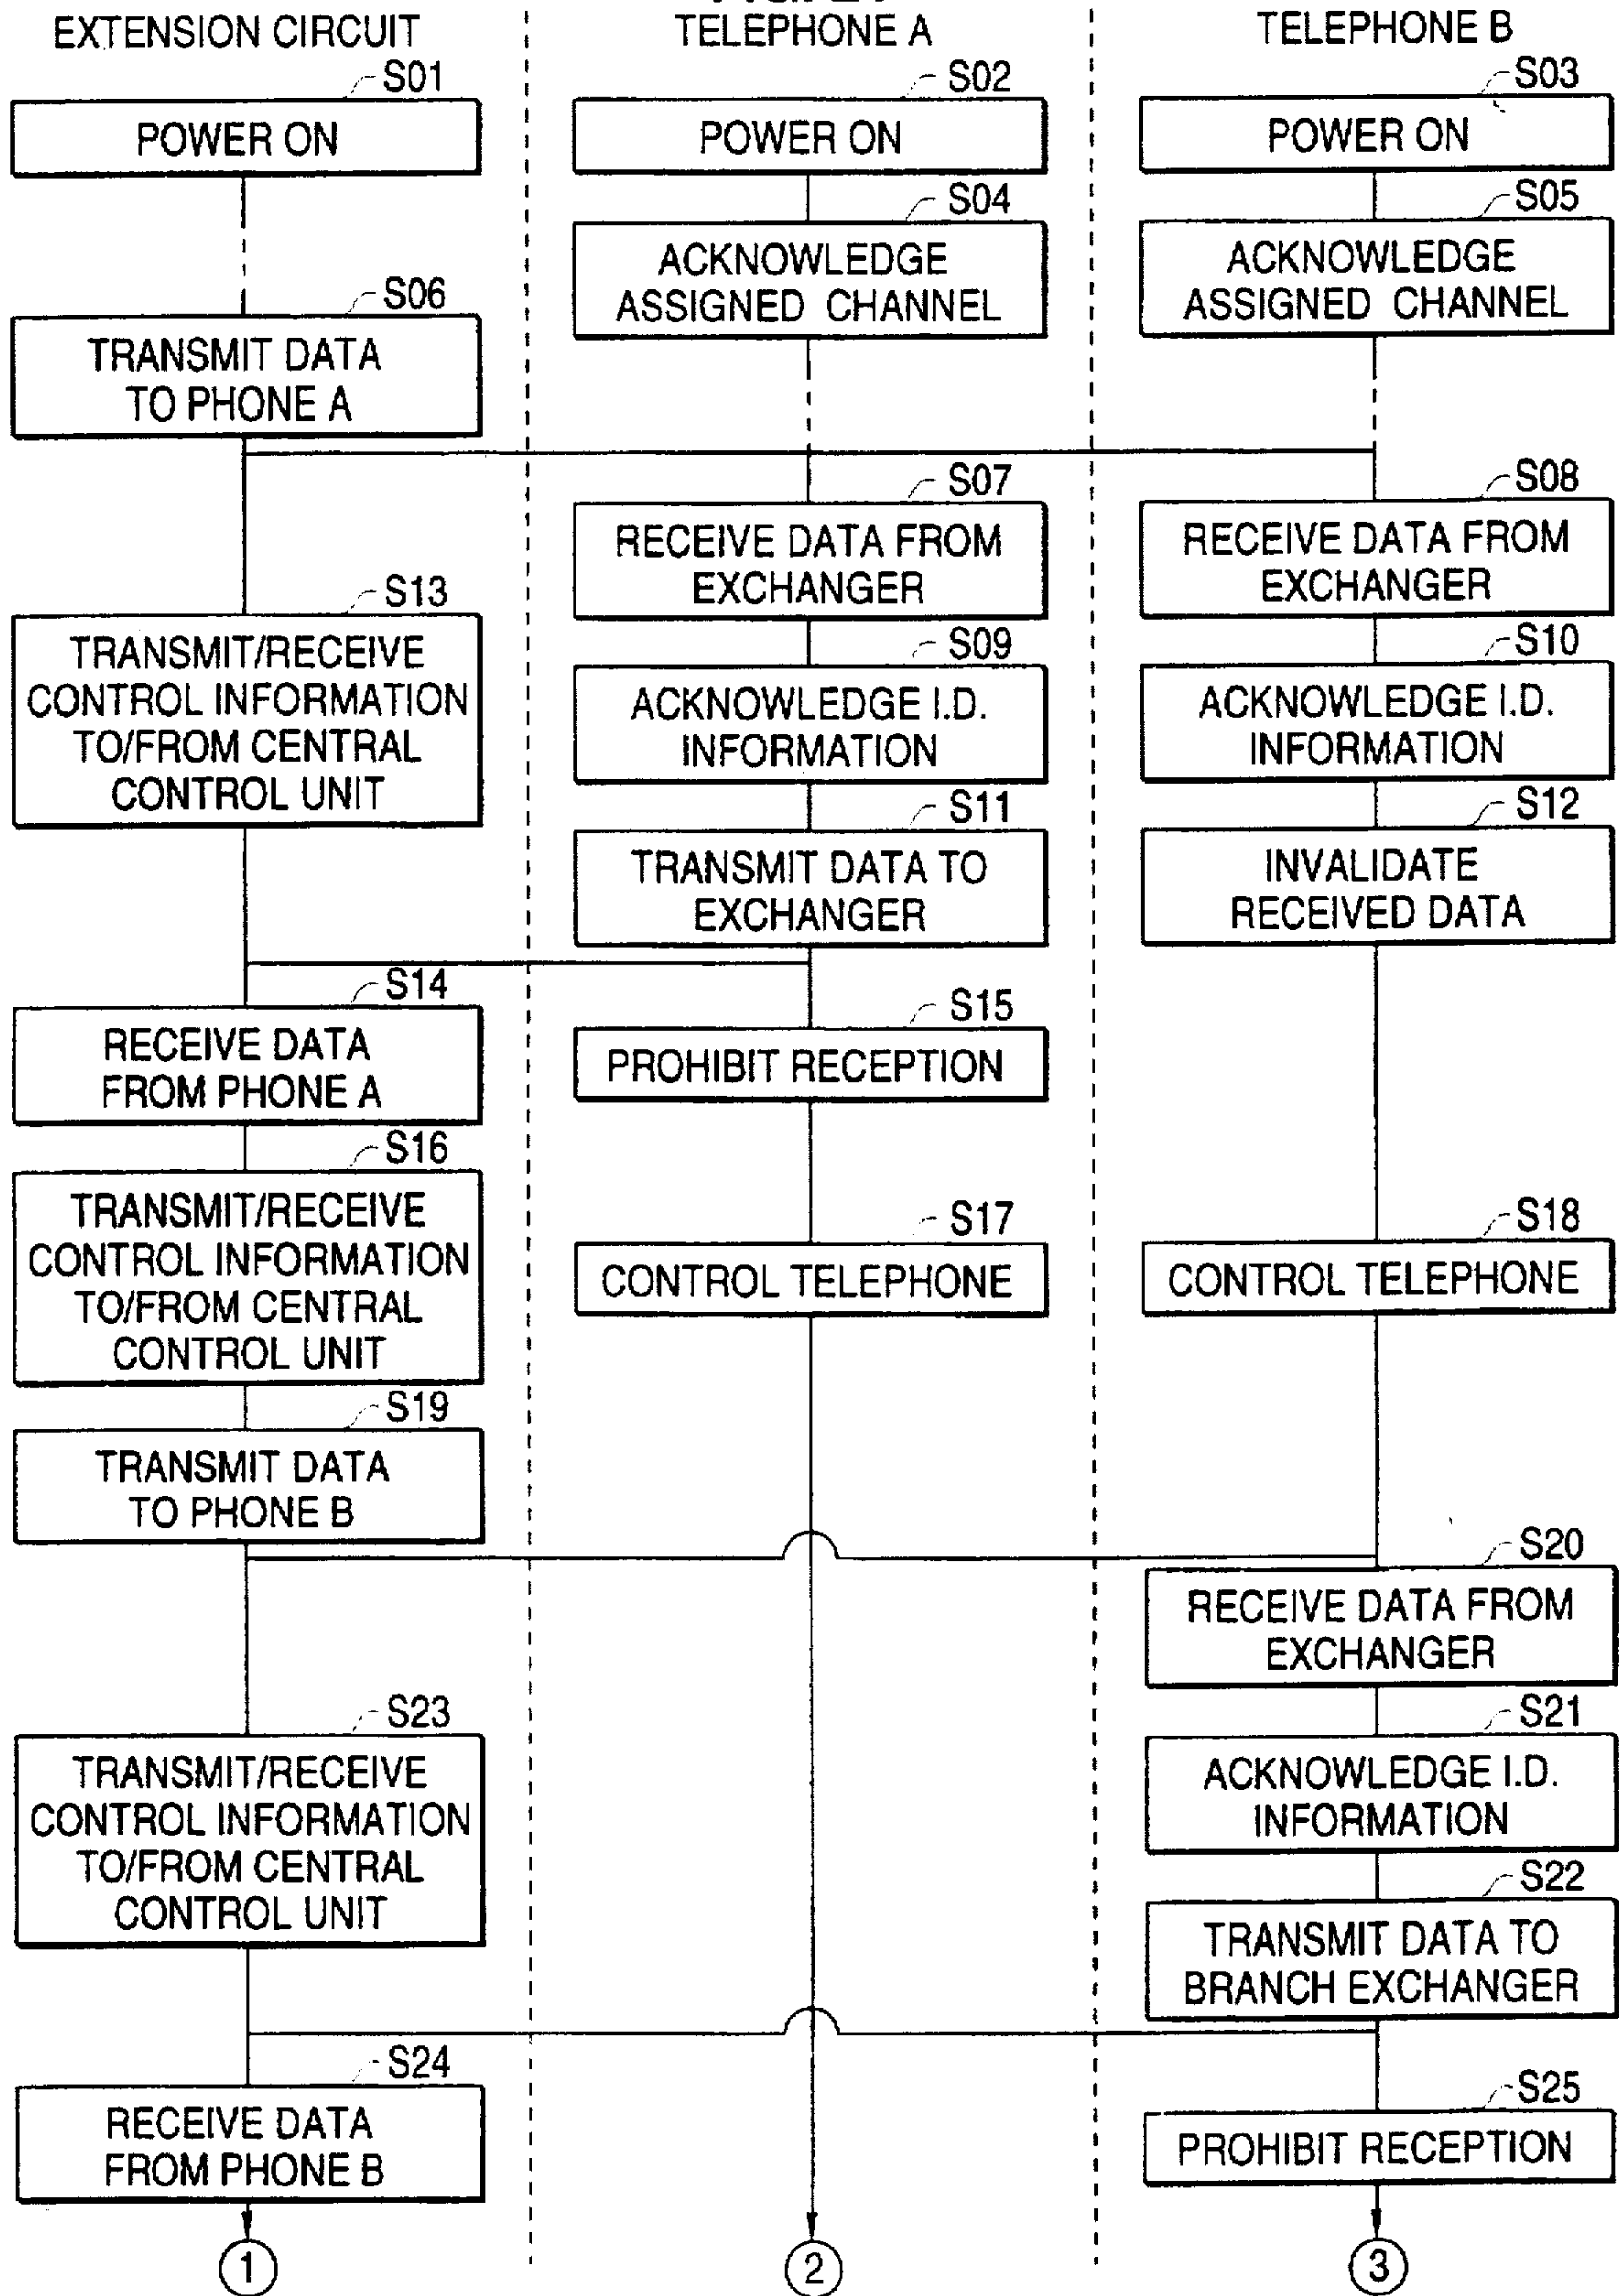 EXTENSION CIRCUIT
TELEPHONE A
TELEPHONE B
S01
POWER ON
S02
POWER ON
S03
POWER ON
S04
ACKNOWLEDGE
ASSIGNED CHANNEL
S05
ACKNOWLEDGE
ASSIGNED CHANNEL
S06
TRANSMIT DATA
TO PHONE A
S07
RECEIVE DATA FROM
EXCHANGER
S08
RECEIVE DATA FROM
EXCHANGER
S13
TRANSMIT/RECEIVE
CONTROL INFORMATION
TO/FROM CENTRAL
CONTROL UNIT
S09
ACKNOWLEDGE I.D.
INFORMATION
S10
ACKNOWLEDGE I.D.
INFORMATION
S11
TRANSMIT DATA TO
EXCHANGER
S12
INVALIDATE
RECEIVED DATA
S14
RECEIVE DATA
FROM PHONE A
S15
PROHIBIT RECEPTION
S16
TRANSMIT/RECEIVE
CONTROL INFORMATION
TO/FROM CENTRAL
CONTROL UNIT
S17
CONTROL TELEPHONE
S18
CONTROL TELEPHONE
S19
TRANSMIT DATA
TO PHONE B
S20
RECEIVE DATA FROM
EXCHANGER
S23
TRANSMIT/RECEIVE
CONTROL INFORMATION
TO/FROM CENTRAL
CONTROL UNIT
S21
ACKNOWLEDGE I.D.
INFORMATION
S22
TRANSMIT DATA TO
BRANCH EXCHANGER
S24
RECEIVE DATA
FROM PHONE B
S25
PROHIBIT RECEPTION
1
2
3